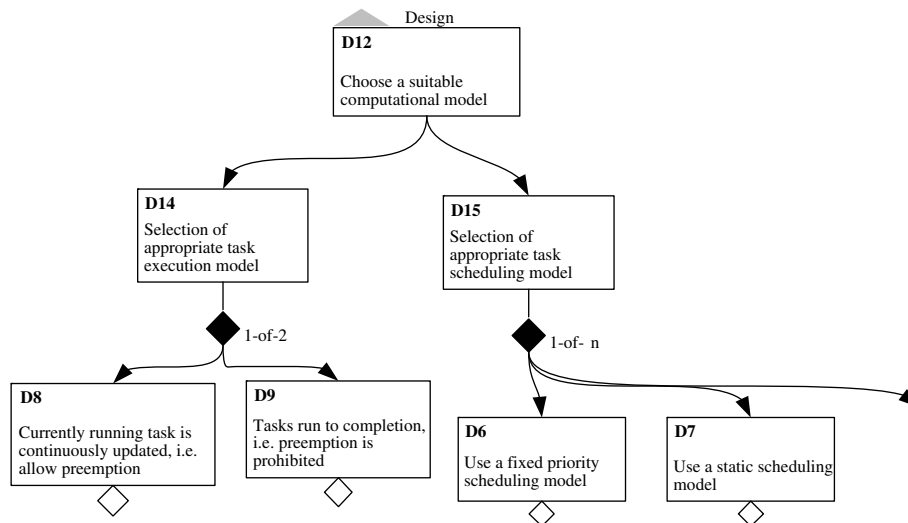 Design
D12
Choose a suitable
computational model
D14
Selection of
appropriate task
execution model
D15
Selection of
appropriate task
scheduling model
1-of-2
1-of- n
D8
Currently running task is
continuously updated, i.e.
allow preemption
D9
Tasks run to completion,
i.e. preemption is
prohibited
D6
Use a fixed priority
scheduling model
D7
Use a static scheduling
model